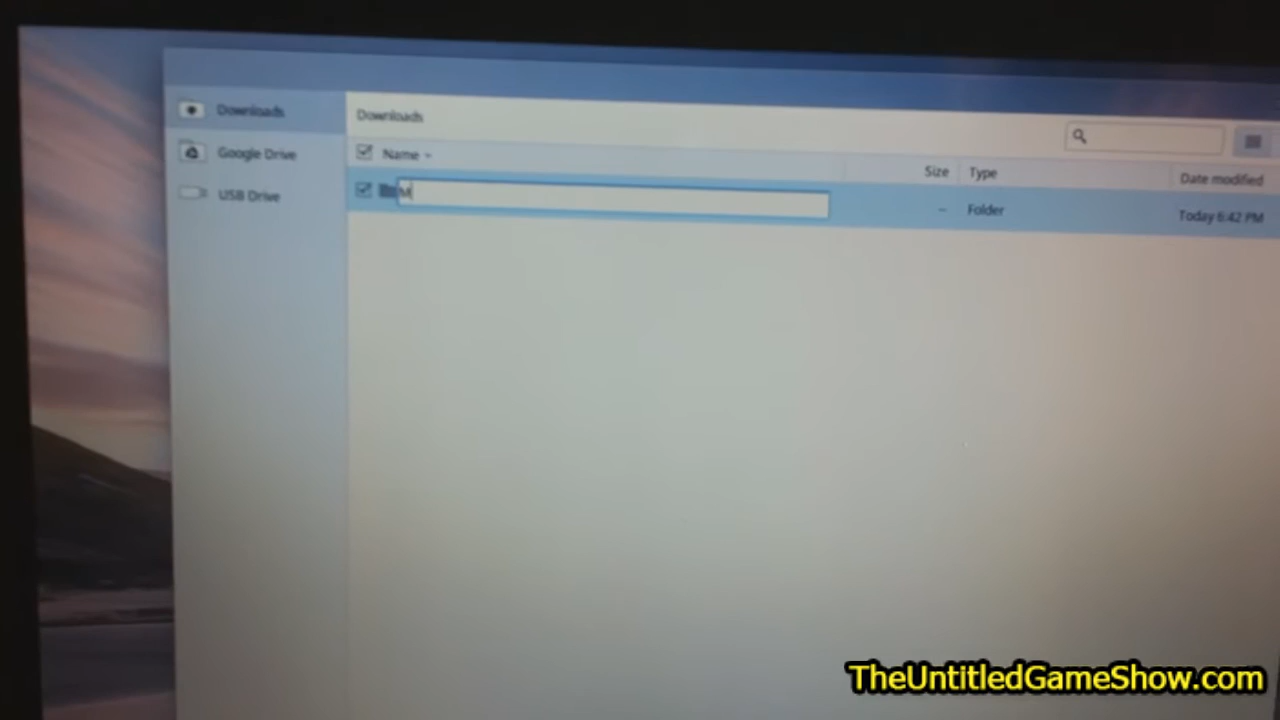 Downloads
Google Drive
USB Drive
Downloads
Name
Size
Type
Date modified
M
--
Folder
Today 6:42 PM
TheUntitledGameShow.com